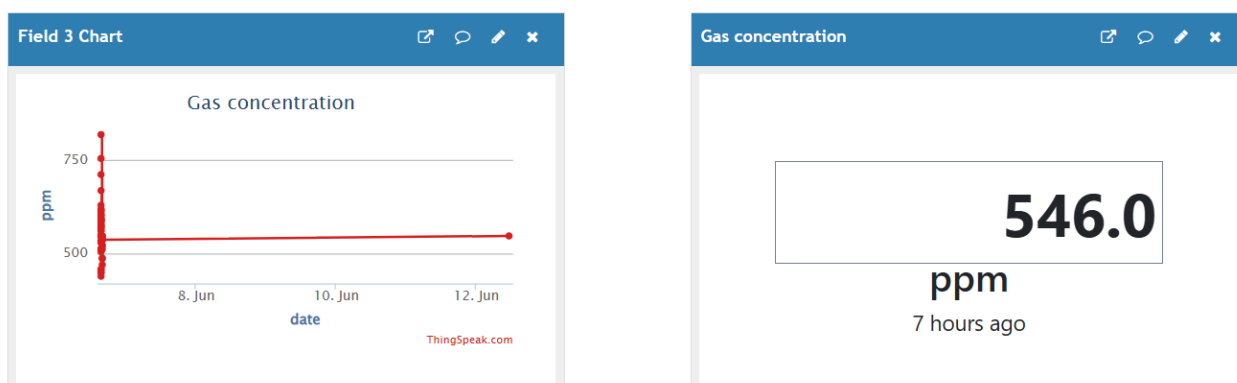 Field 3 Chart
Gas concentration
750
500
ppm
8. Jun
10. Jun
12. Jun
date
ThingSpeak.com
Gas concentration
546.0
ppm
7 hours ago